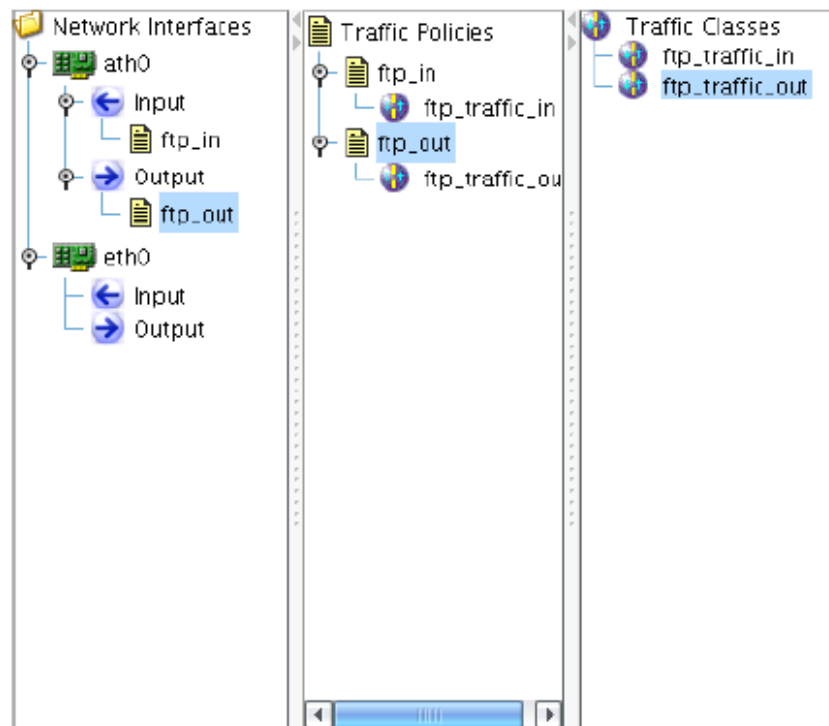 Network Interfaces
ath0
Input
ftp_in
Output
ftp_out
eth0
Input
Output
Traffic Policies
ftp_in
ftp_traffic_in
ftp_out
ftp_traffic_ou
Traffic Classes
ftp_traffic_in
ftp_traffic_out